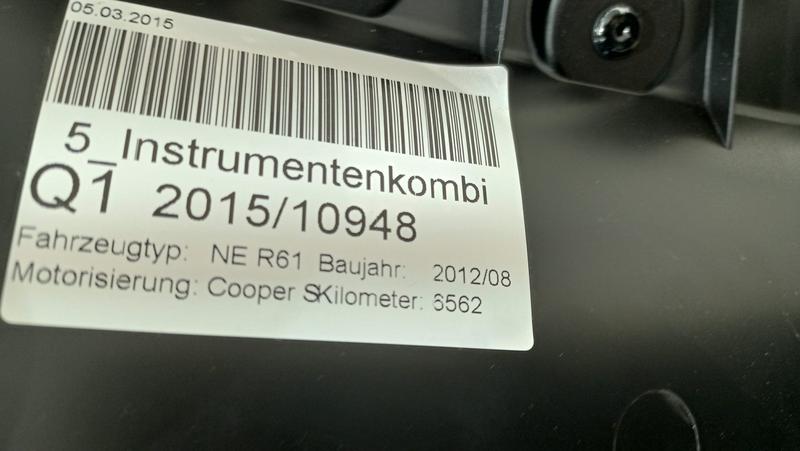 05.03.2015
5_Instrumentenkombi
Q1 2015/10948
Fahrzeugtyp: NE R61 Baujahr: 2012/08
Motorisierung: Cooper SKilometer: 6562